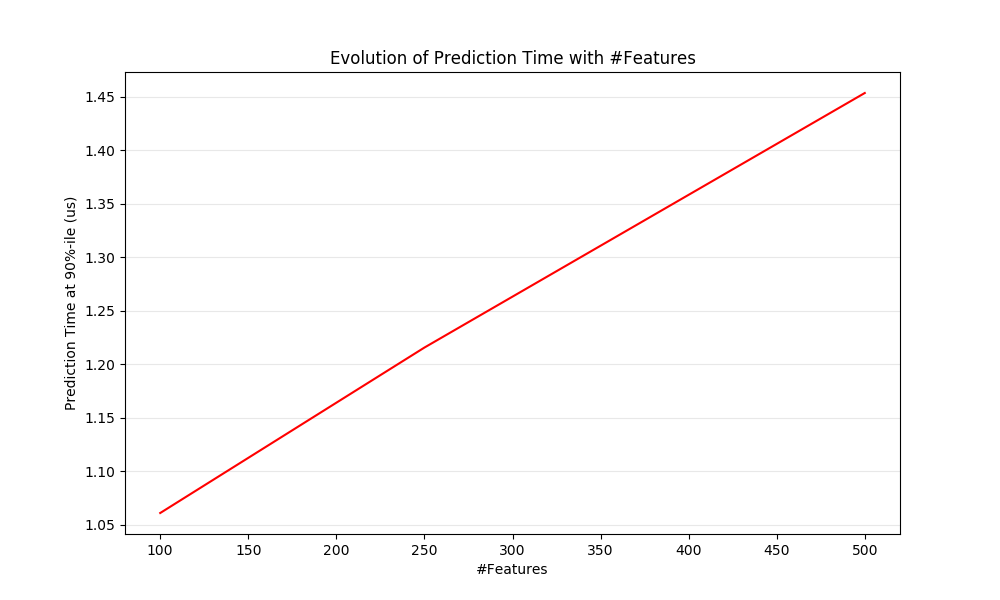 Evolution of Prediction Time with #Features
Prediction Time at 90%-ile (us)
1.45
1.40
1.35
1.30
1.25
1.20
1.15
1.10
1.05
100 150 200 250 300 350 400 450 500
#Features